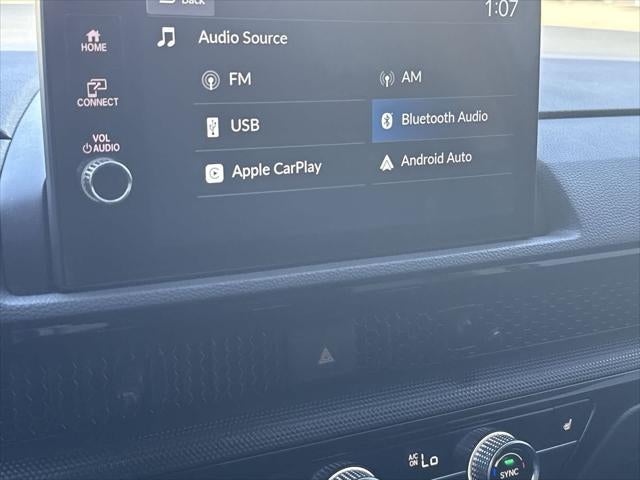 Back
1:07
HOME
Audio Source
FM
AM
CONNECT
USB
Bluetooth Audio
VOL
AUDIO
Apple CarPlay
Android Auto
A/C
ON
Lo
SYNC